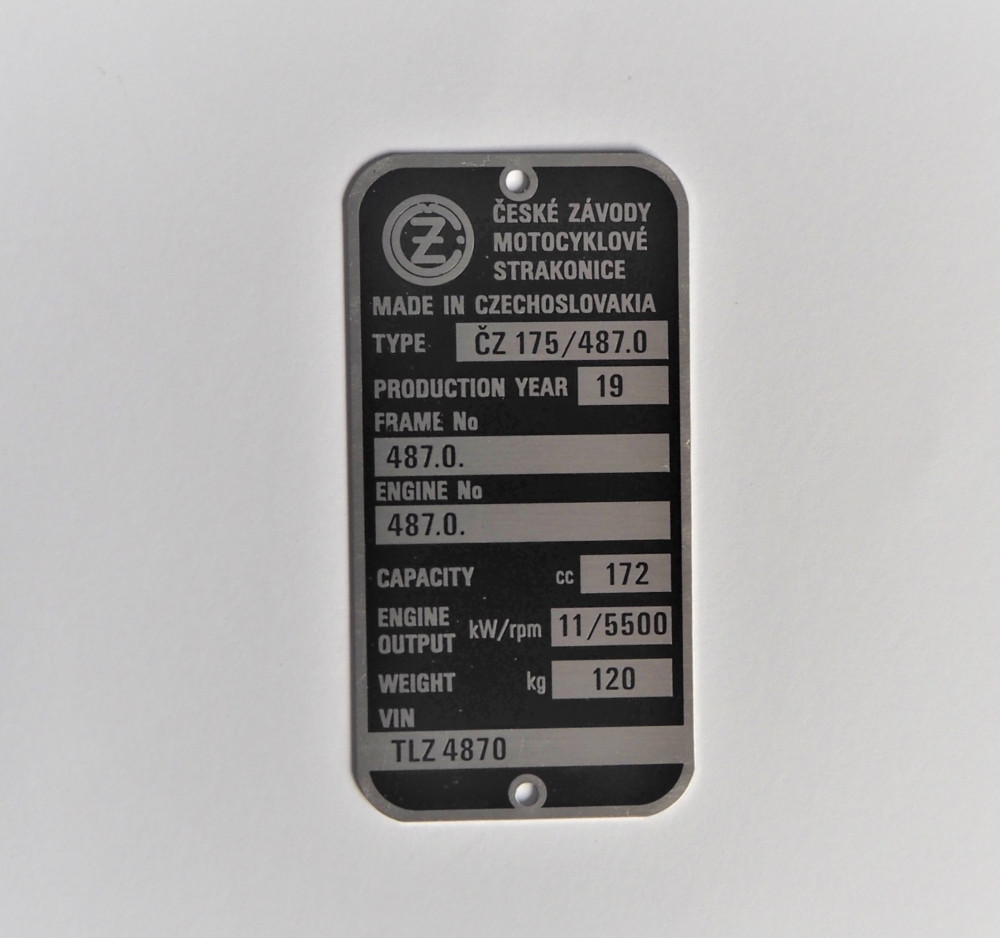 ČZ
ČESKÉ ZÁVODY
MOTOCYKLOVÉ
STRAKONICE
MADE IN CZECHOSLOVAKIA
TYPE ČZ 175/487.0
PRODUCTION YEAR 19
FRAME No
487.0.
ENGINE No
487.0.
CAPACITY cc 172
ENGINE
OUTPUT kW/rpm 11/5500
WEIGHT kg 120
VIN
TLZ 4870